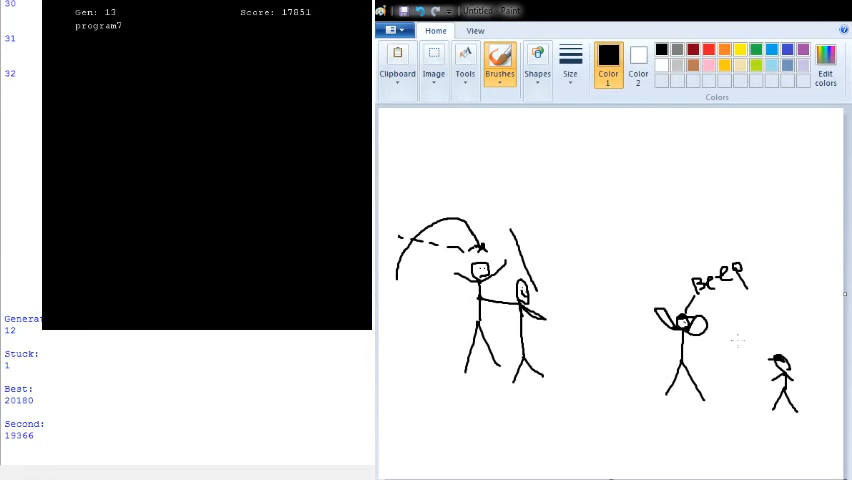 30
31
32
Gen: 13 Score: 17851
program7
Generat
12
Stuck:
1
Best:
20180
Second:
19366
Untitled - Paint
Home View
Clipboard Image Tools Brushes Shapes Size Color 1 Color 2 Edit colors
Colors
BEEP